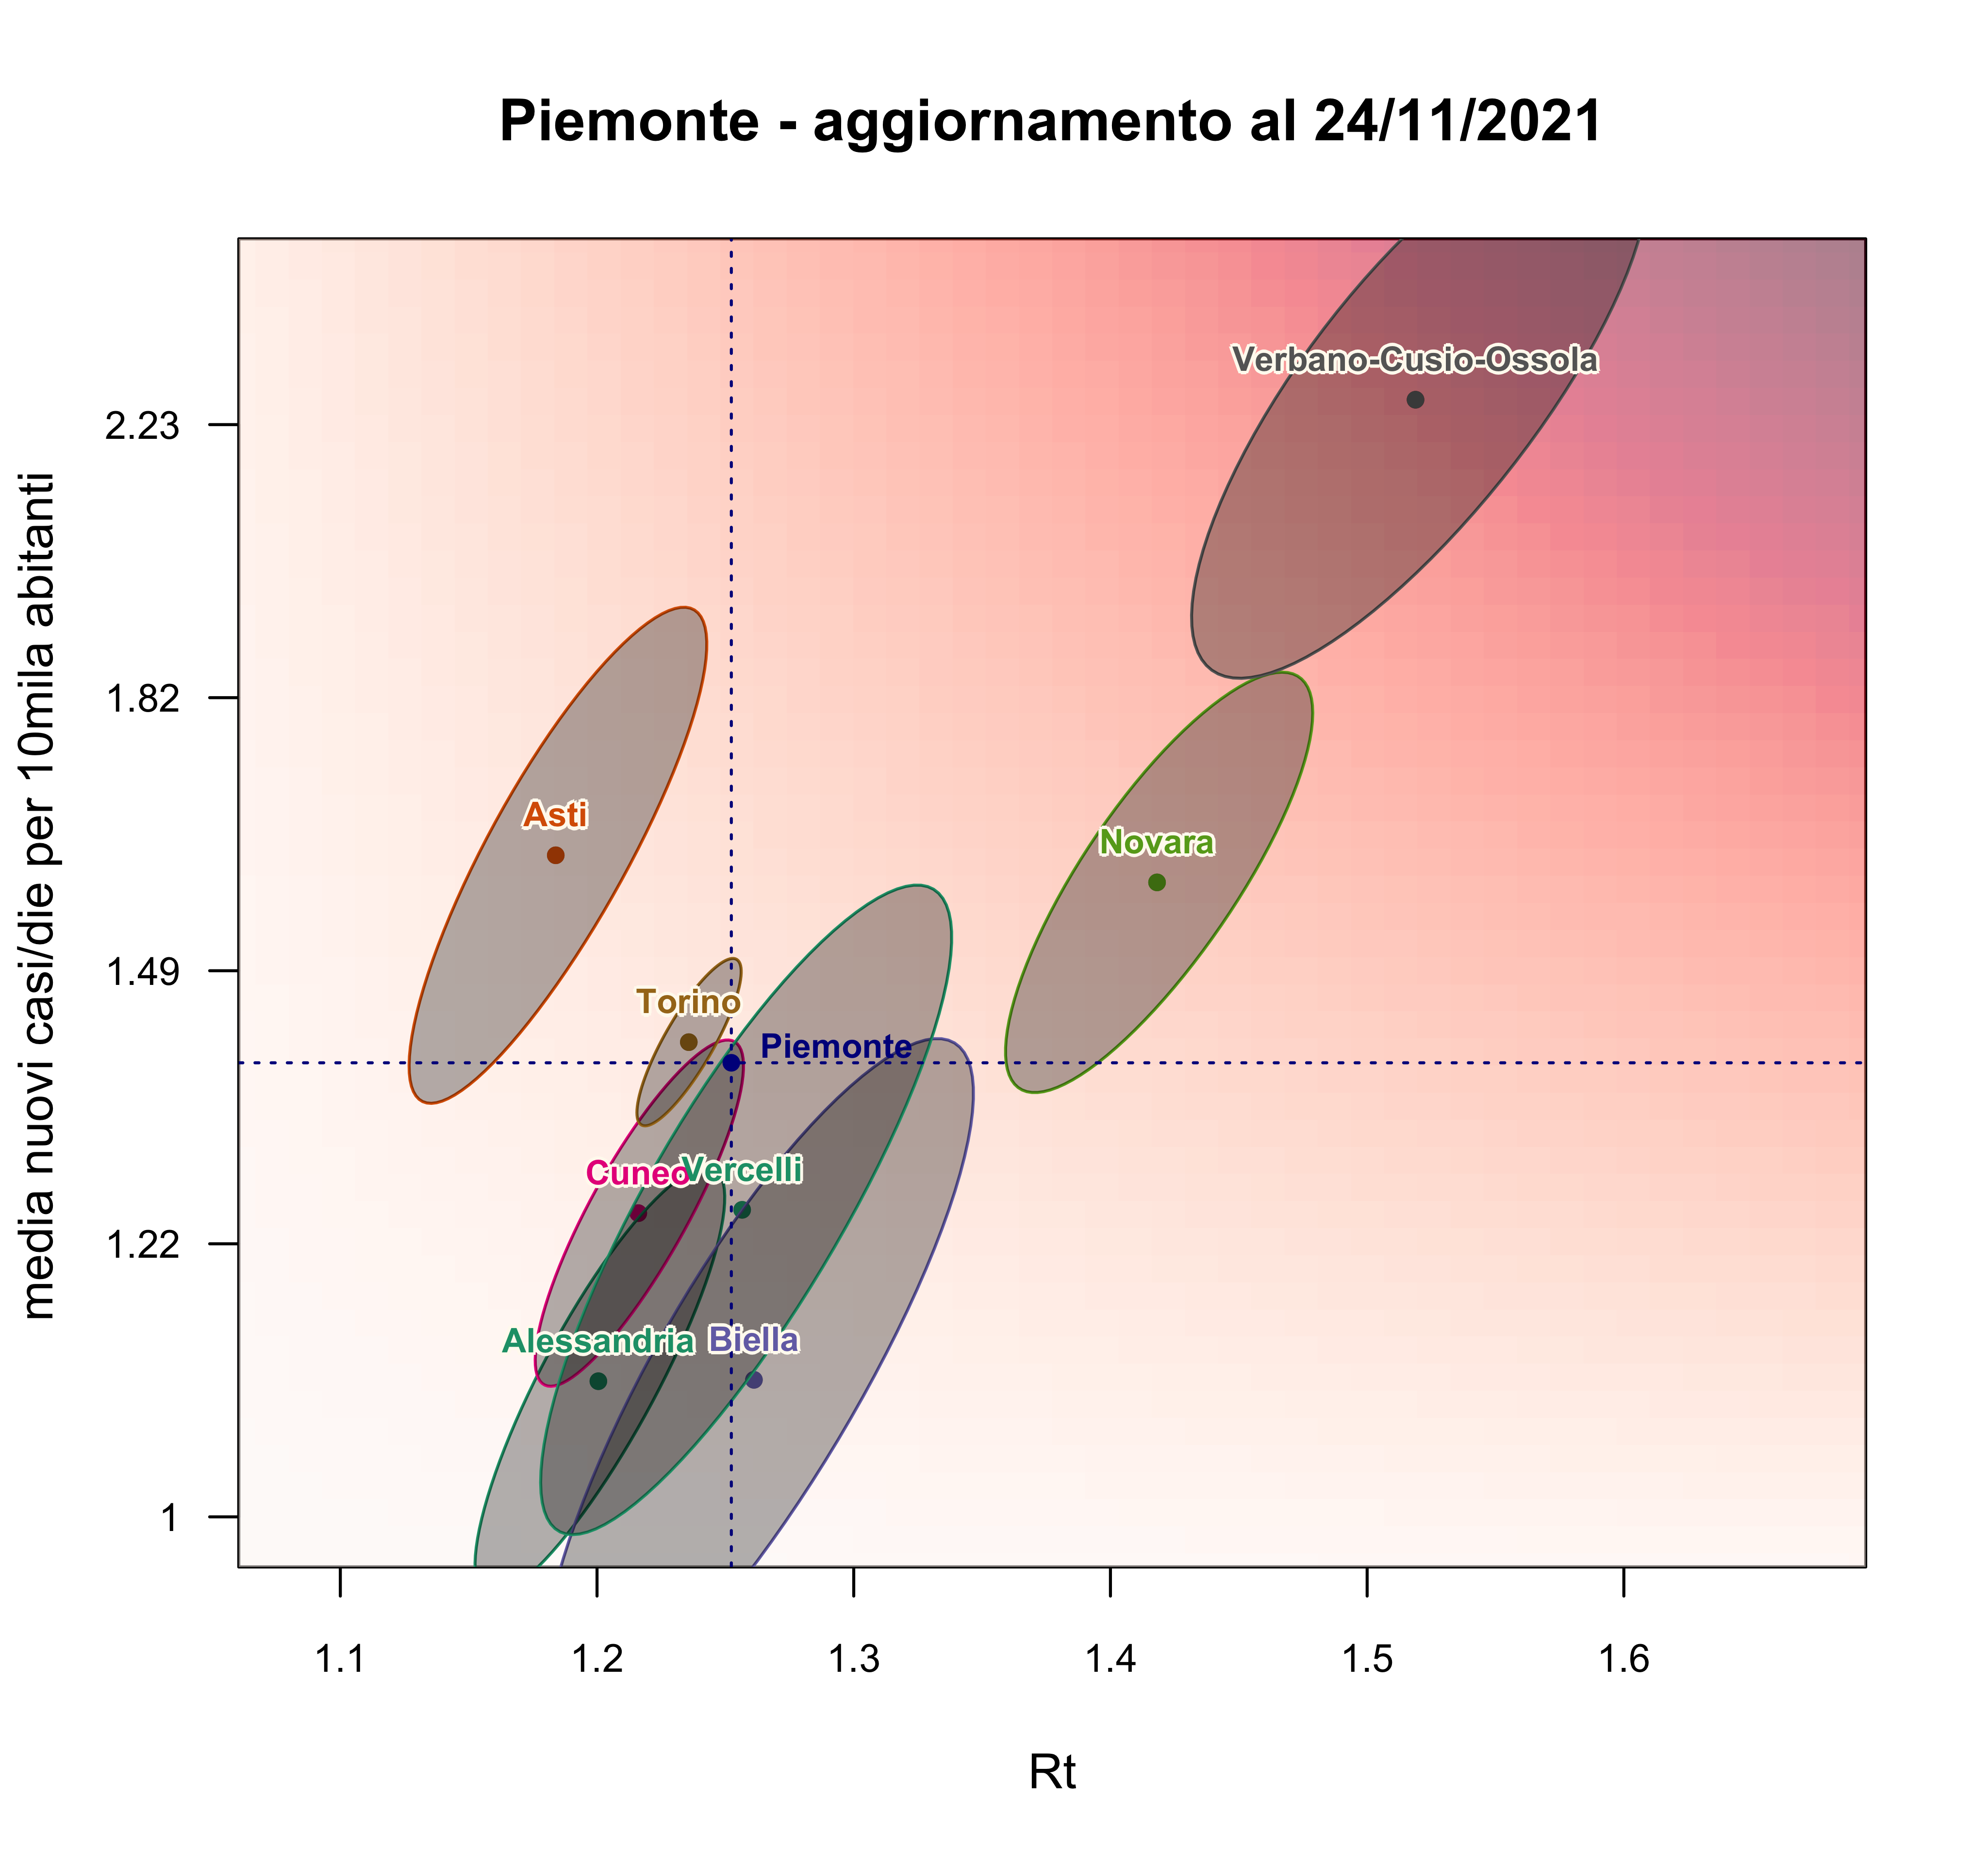 Piemonte - aggiornamento al 24/11/2021
media nuovi casi/die per 10mila abitanti
2.23
1.82
1.49
1.22
1
Verbano-Cusio-Ossola
Asti
Novara
Torino
Piemonte
Cuneo
Vercelli
Alessandria
Biella
1.1
1.2
1.3
1.4
1.5
1.6
Rt